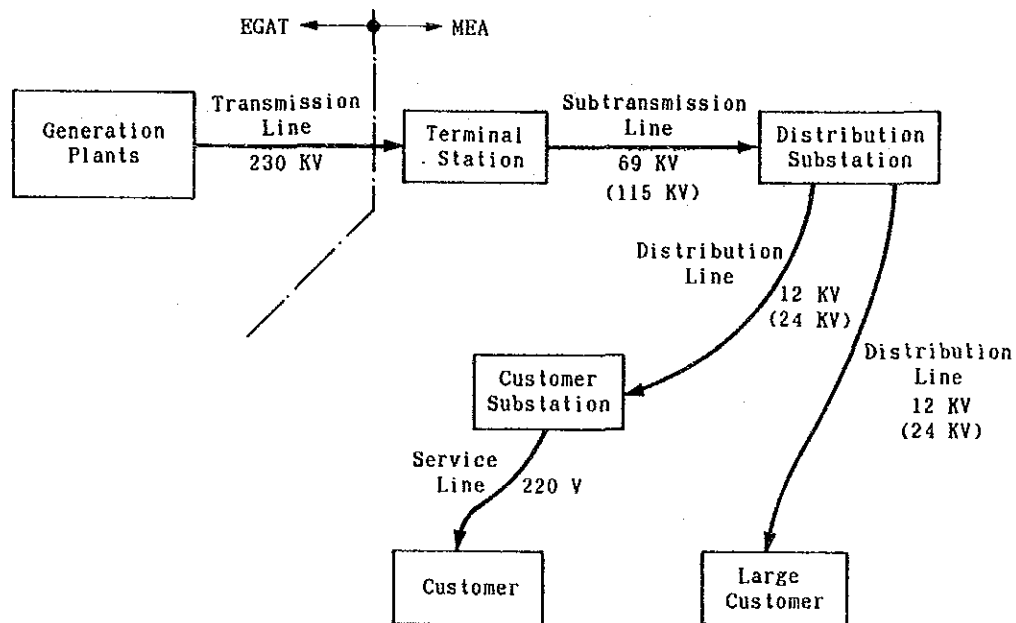 EGAT MEA
Generation
Plants
Transmission
Line
230 KV
Terminal
Station
Subtransmission
Line
69 KV
(115 KV)
Distribution
Substation
Distribution
Line
12 KV
(24 KV)
Distribution
Line
12 KV
(24 KV)
Customer
Substation
Service
Line
220 V
Customer
Large
Customer